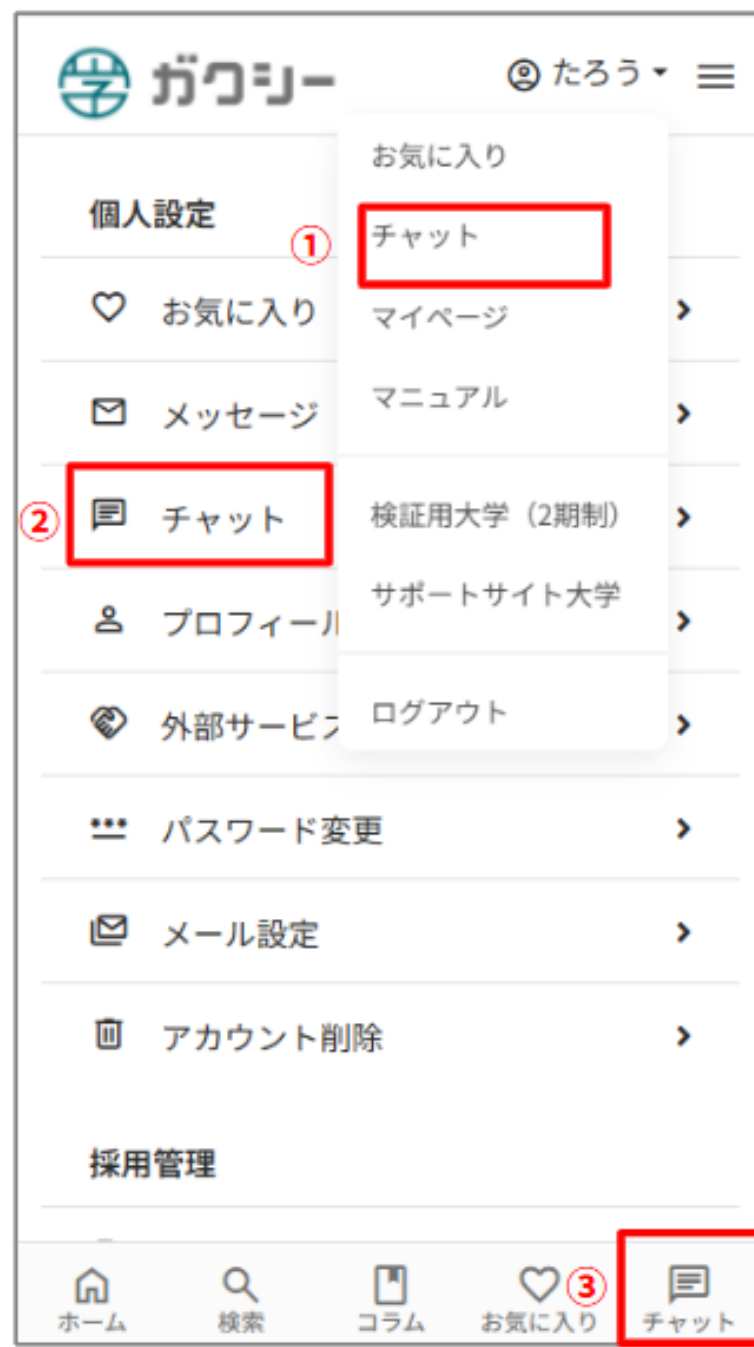 学 ガクシー
たろう
お気に入り
個人設定
① チャット
お気に入り
マイページ
メッセージ
マニュアル
② チャット
検証用大学（2期制）
サポートサイト大学
プロフィール
外部サービス
ログアウト
パスワード変更
メール設定
アカウント削除
採用管理
③
ホーム 検索 コラム お気に入り チャット